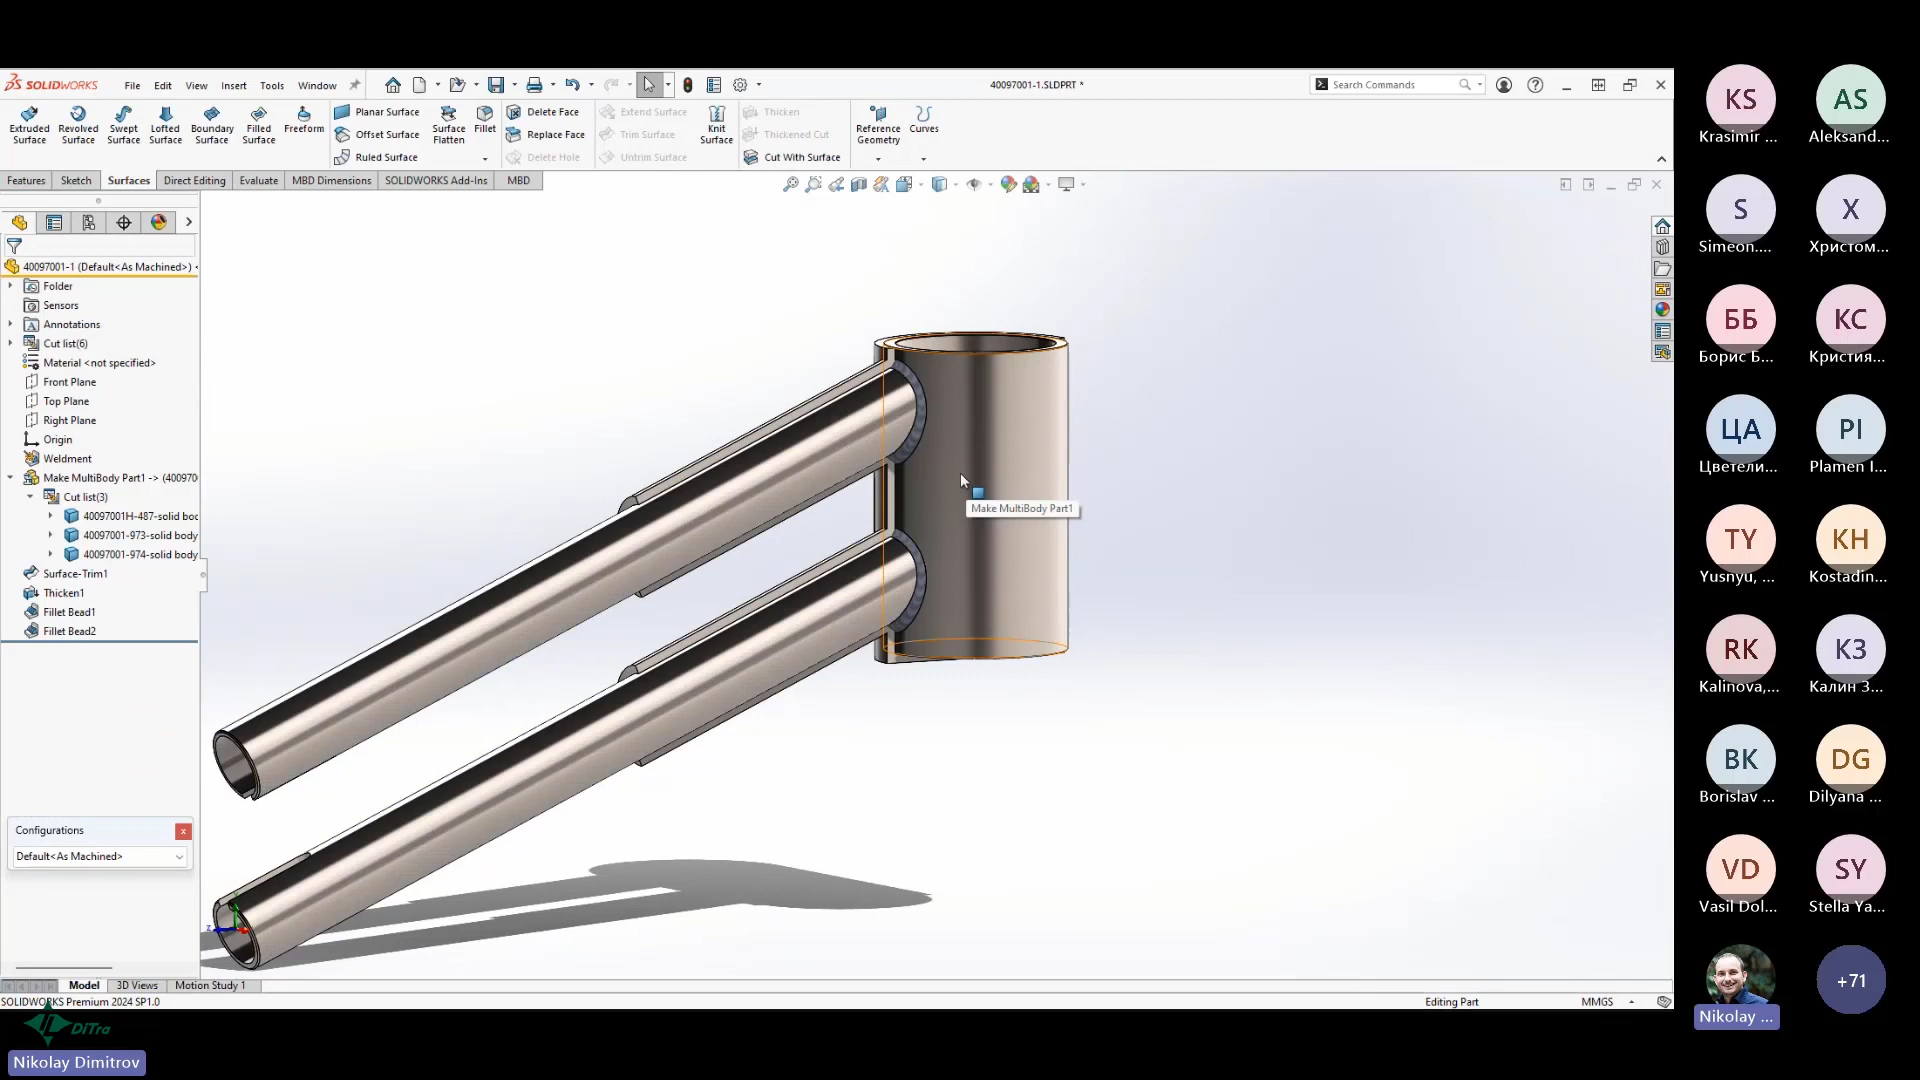 SOLIDWORKS File Edit View Insert Tools Window 40097001-1.SLDPRT * Search Commands
Extruded Surface
Revolved Surface
Swept Surface
Lofted Surface
Boundary Surface
Filled Surface
Freeform
Planar Surface
Offset Surface
Ruled Surface
Surface Flatten
Fillet
Delete Face
Replace Face
Delete Hole
Extend Surface
Trim Surface
Untrim Surface
Knit Surface
Thicken
Thickened Cut
Cut With Surface
Reference Geometry
Curves
Features Sketch Surfaces Direct Editing Evaluate MBD Dimensions SOLIDWORKS Add-Ins MBD
40097001-1 (Default<As Machined>) <
Folder
Sensors
Annotations
Cut list(6)
Material <not specified>
Front Plane
Top Plane
Right Plane
Origin
Weldment
Make MultiBody Part1 -> (400970
Cut list(3)
40097001H-487-solid boc
40097001-973-solid body
40097001-974-solid body
Surface-Trim1
Thicken1
Fillet Bead1
Fillet Bead2
Configurations
Default<As Machined>
Make MultiBody Part1
z
Model 3D Views Motion Study 1
SOLIDWORKS Premium 2024 SP1.0 Editing Part MMGS
DiTra
Nikolay Dimitrov
KS AS
Krasimir ... Aleksand...
S X
Simeon.... Христом...
ББ КС
Борис Б... Кристия...
ЦА PI
Цветели... Plamen I...
TY KH
Yusnyu, ... Kostadin...
RK КЗ
Kalinova,... Калин З...
BK DG
Borislav ... Dilyana ...
VD SY
Vasil Dol... Stella Ya...
+71
Nikolay ...